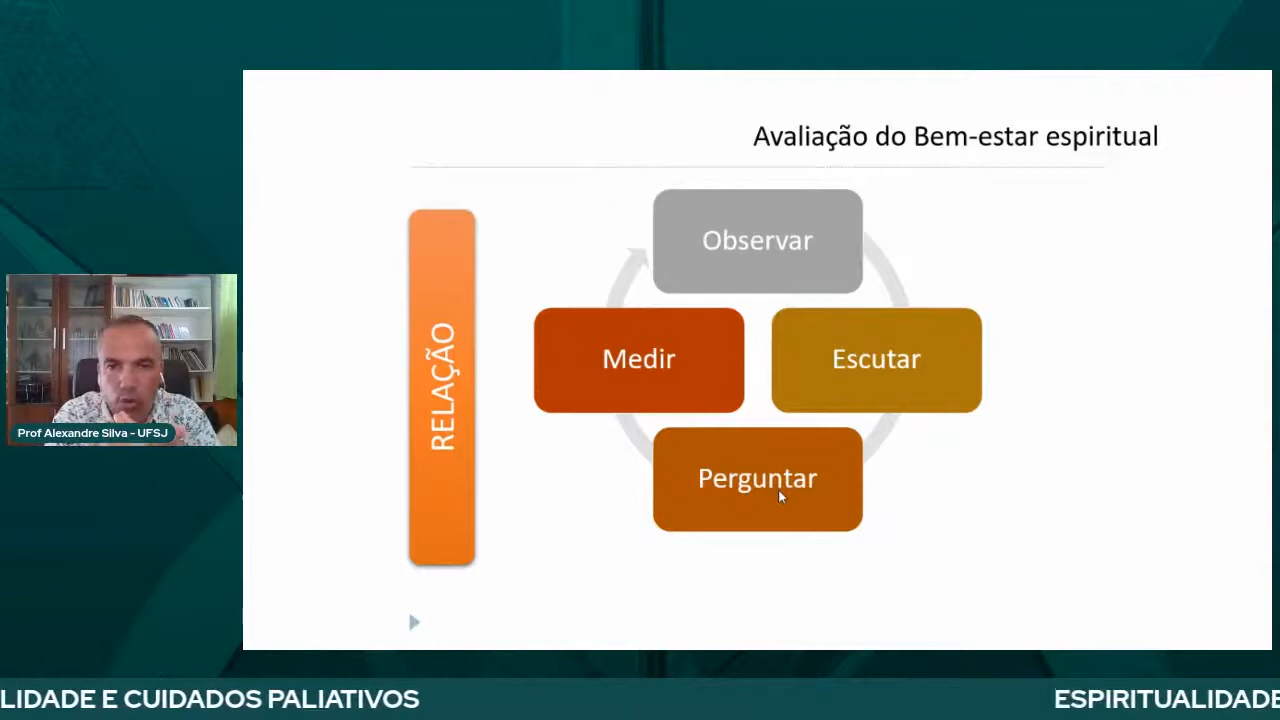 Avaliação do Bem-estar espiritual
Observar
RELAÇÃO
Medir
Escutar
Perguntar
Prof Alexandre Silva - UFSJ
LIDADE E CUIDADOS PALIATIVOS
ESPIRITUALIDADE